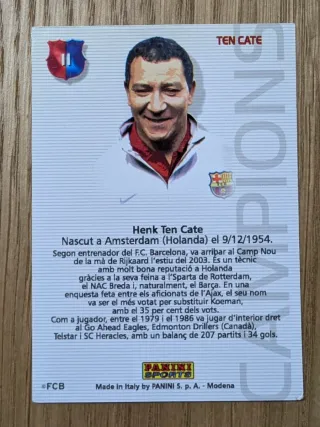 TEN CATE
CAMPIONS
Henk Ten Cate
Nascut a Amsterdam (Holanda) el 9/12/1954.
Segon entrenador del F.C. Barcelona, va arribar al Camp Nou
de la mà de Rijkaard l'estiu del 2003. És un tècnic
amb molt bona reputació a Holanda
gràcies a la seva feina a l'Sparta de Rotterdam,
el NAC Breda i, naturalment, el Barça. En una
enquesta feta entre els aficionats de l'Ajax, el seu nom
va ser el més votat per substituir Koeman,
amb el 35 per cent dels vots.
Com a jugador, entre el 1979 i el 1986 va jugar d'interior dret
al Go Ahead Eagles, Edmonton Drillers (Canadà),
Telstar i SC Heracles, amb un balanç de 207 partits i 34 gols.
PANINI
SPORTS
#FCB
Made in Italy by PANINI S. p. A. - Modena